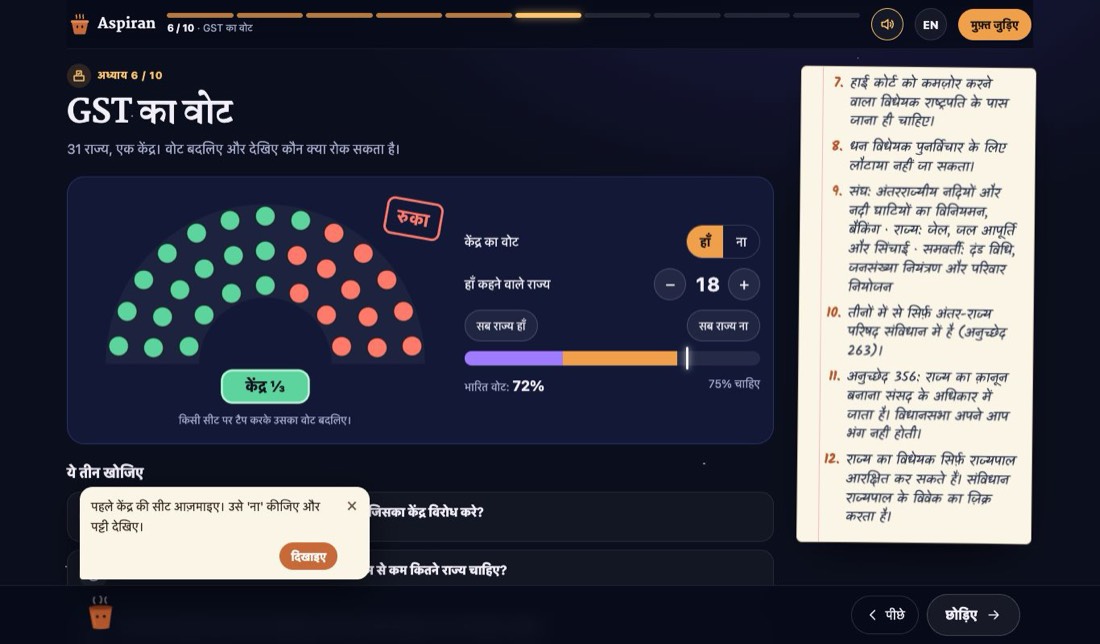 Aspiran
6 / 10 · GST का वोट
EN
मुफ़्त जुड़िए
अध्याय 6 / 10
GST का वोट
31 राज्य, एक केंद्र। वोट बदलिए और देखिए कौन क्या रोक सकता है।
रुका
केंद्र ⅓
किसी सीट पर टैप करके उसका वोट बदलिए।
केंद्र का वोट
हाँ
ना
हाँ कहने वाले राज्य
− 18 +
सब राज्य हाँ
सब राज्य ना
भारित वोट: 72%
75% चाहिए
ये तीन खोजिए
जिसका केंद्र विरोध करे?
से कम कितने राज्य चाहिए?
पहले केंद्र की सीट आज़माइए। उसे 'ना' कीजिए और
पट्टी देखिए।
दिखाइए
7. हाई कोर्ट को कमज़ोर करने
वाला विधेयक राष्ट्रपति के पास
जाना ही चाहिए।
8. धन विधेयक पुनर्विचार के लिए
लौटाया नहीं जा सकता।
9. संघ: अंतरराज्यीय नदियों और
नदी घाटियों का विनियमन,
बैंकिंग · राज्य: जेल, जल आपूर्ति
और सिंचाई · समवर्ती: दंड विधि,
जनसंख्या नियंत्रण और परिवार
नियोजन
10. तीनों में से सिर्फ़ अंतर-राज्य
परिषद संविधान में है (अनुच्छेद
263)।
11. अनुच्छेद 356: राज्य का क़ानून
बनाना संसद के अधिकार में
जाता है। विधानसभा अपने आप
भंग नहीं होती।
12. राज्य का विधेयक सिर्फ़ राज्यपाल
आरक्षित कर सकते हैं। संविधान
राज्यपाल के विवेक का ज़िक्र
करता है।
पीछे
छोड़िए